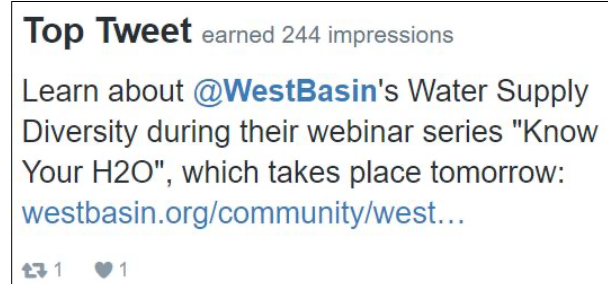 Top Tweet earned 244 impressions
Learn about @WestBasin's Water Supply
Diversity during their webinar series "Know
Your H2O", which takes place tomorrow:
westbasin.org/community/west…
1 1